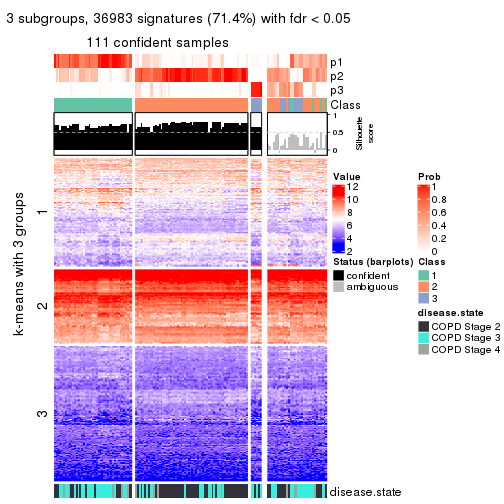 3 subgroups, 36983 signatures (71.4%) with fdr < 0.05
111 confident samples
p1
p2
p3
Class
1
0.5
0
Silhouette
score
k-means with 3 groups
1
2
3
Value
12
10
8
6
4
2
Prob
1
0.8
0.6
0.4
0.2
0
Status (barplots)
confident
ambiguous
Class
1
2
3
disease.state
COPD Stage 2
COPD Stage 3
COPD Stage 4
disease.state